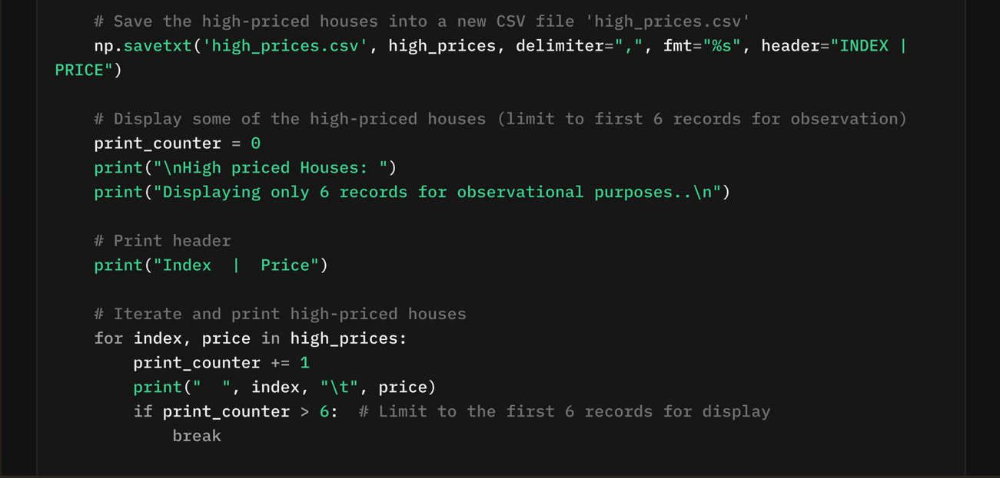 # Save the high-priced houses into a new CSV file 'high_prices.csv'
np.savetxt('high_prices.csv', high_prices, delimiter=",", fmt="%s", header="INDEX |
PRICE")
# Display some of the high-priced houses (limit to first 6 records for observation)
print_counter = 0
print("\nHigh priced Houses: ")
print("Displaying only 6 records for observational purposes..\n")
# Print header
print("Index  |  Price")
# Iterate and print high-priced houses
for index, price in high_prices:
print_counter += 1
print("  ", index, "\t", price)
if print_counter > 6:  # Limit to the first 6 records for display
break